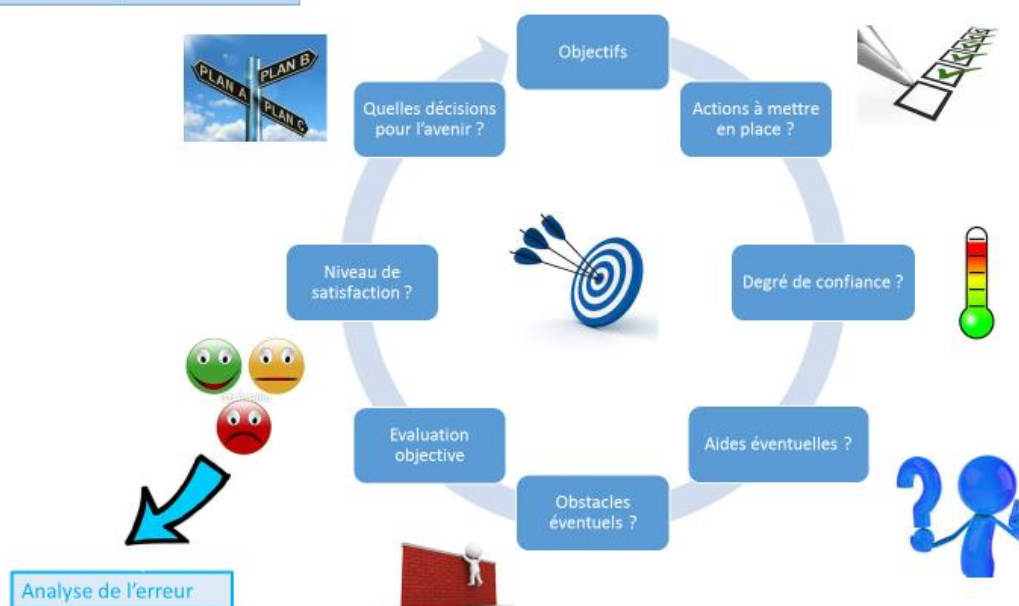 Objectifs
Actions à mettre
en place ?
Degré de confiance ?
Aides éventuelles ?
Obstacles
éventuels ?
Evaluation
objective
Niveau de
satisfaction ?
Quelles décisions
pour l'avenir ?
PLAN A
PLAN B
PLAN C
Analyse de l'erreur